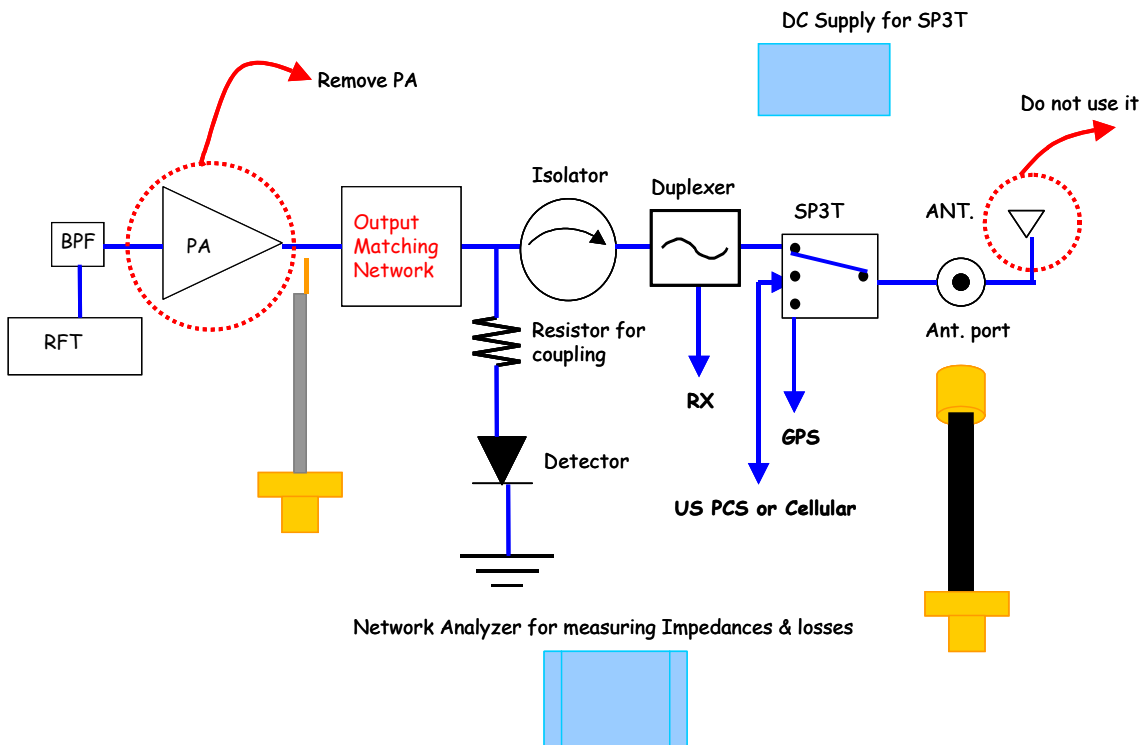 DC Supply for SP3T
Remove PA
Do not use it
Isolator
Duplexer
SP3T
ANT.
BPF
PA
Output
Matching
Network
RFT
Resistor for
coupling
Ant. port
RX
GPS
Detector
US PCS or Cellular
Network Analyzer for measuring Impedances & losses